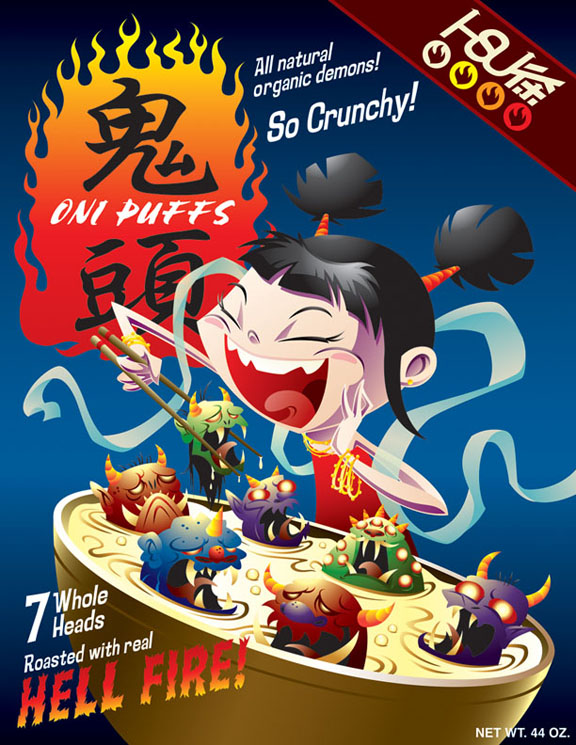 All natural
organic demons!
So Crunchy!
鬼
ONI PUFFS
頭
7 Whole
Heads
Roasted with real
HELL FIRE!
NET WT. 44 OZ.